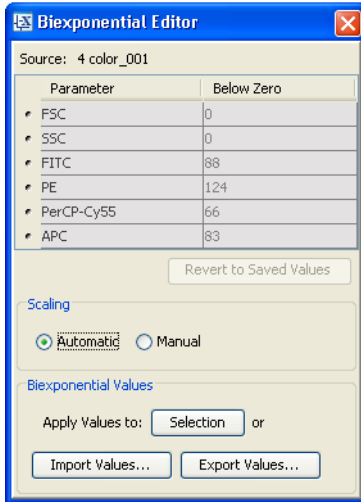 Biexponential Editor
Source: 4 color_001
Parameter Below Zero
FSC 0
SSC 0
FITC 88
PE 124
PerCP-Cy55 66
APC 83
Revert to Saved Values
Scaling
Automatic Manual
Biexponential Values
Apply Values to: Selection or
Import Values... Export Values...